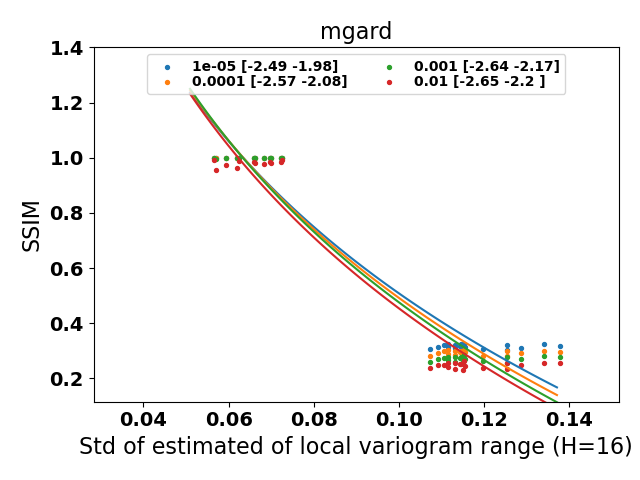 mgard
1e-05 [-2.49 -1.98]
0.0001 [-2.57 -2.08]
0.001 [-2.64 -2.17]
0.01 [-2.65 -2.2 ]
SSIM
1.4
1.2
1.0
0.8
0.6
0.4
0.2
0.04 0.06 0.08 0.10 0.12 0.14
Std of estimated of local variogram range (H=16)